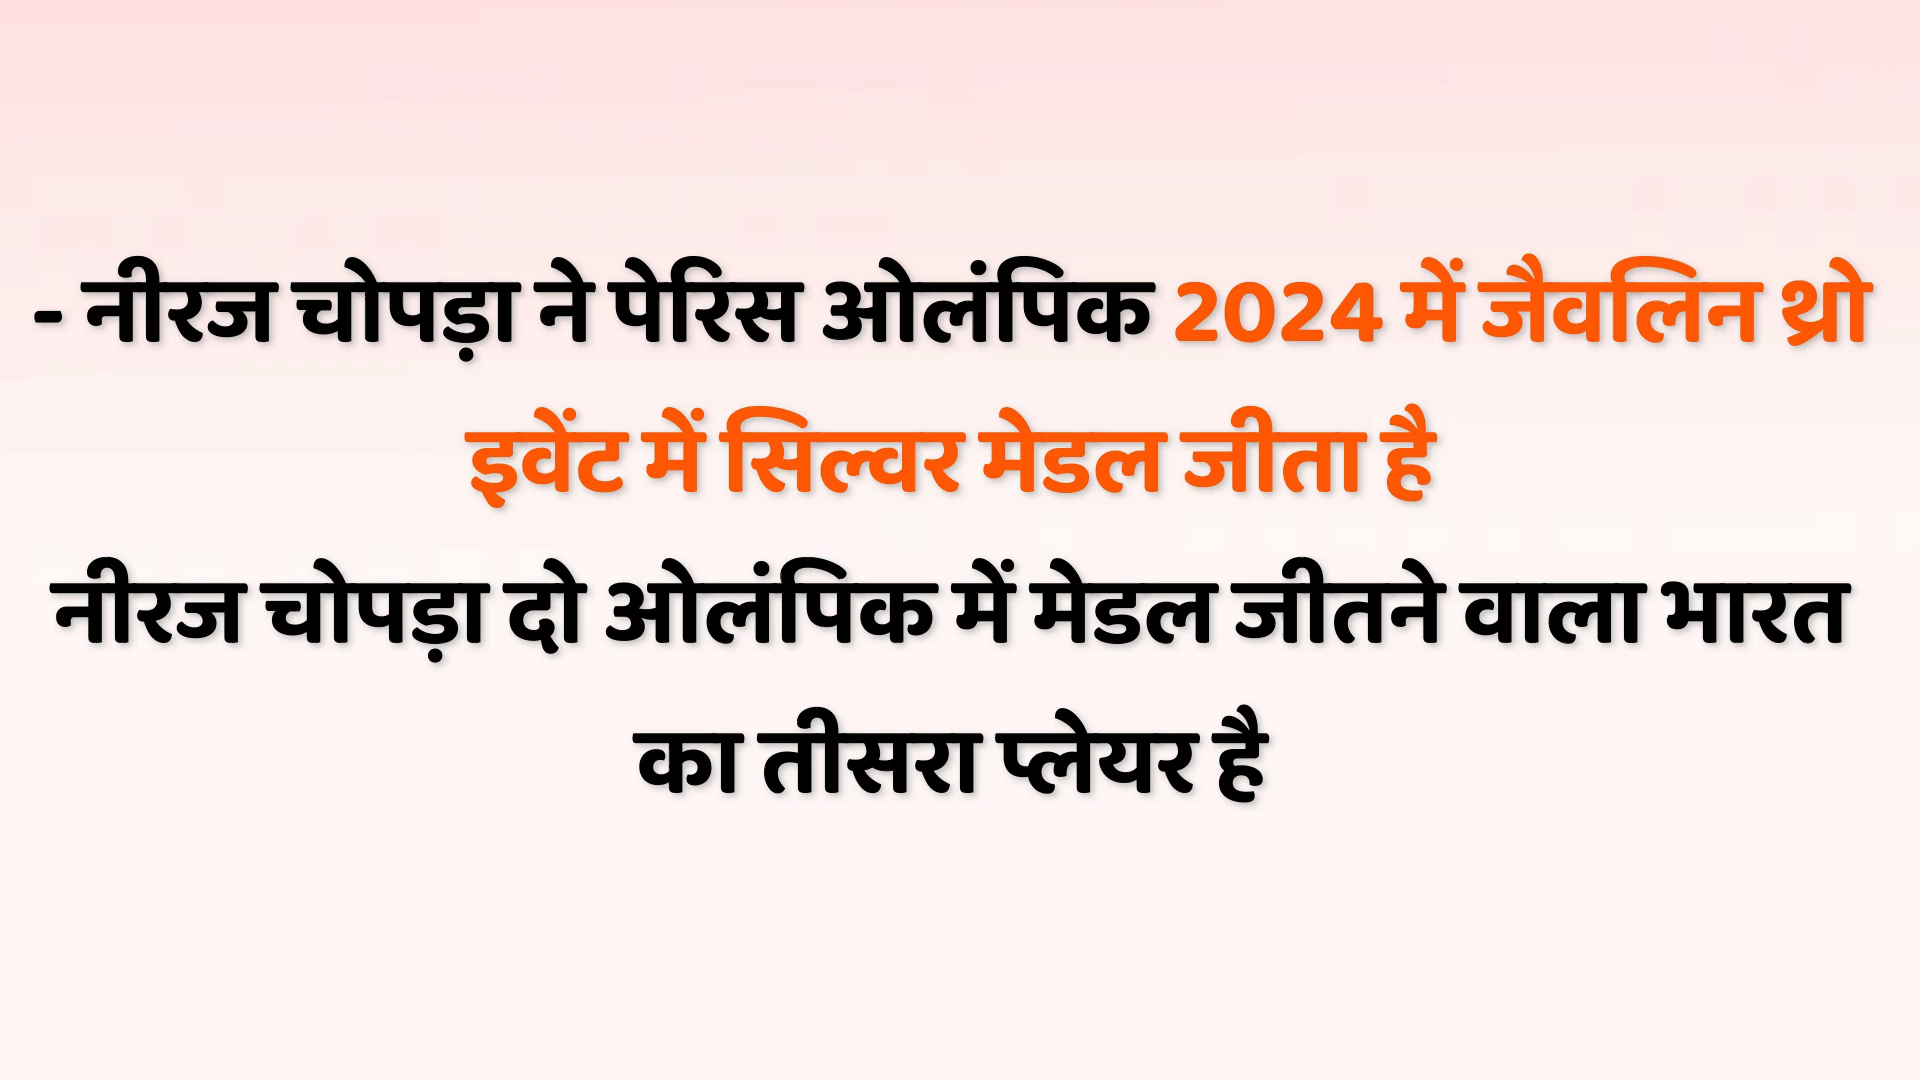 - नीरज चोपड़ा ने पेरिस ओलंपिक 2024 में जैवलिन थ्रो
इवेंट में सिल्वर मेडल जीता है
नीरज चोपड़ा दो ओलंपिक में मेडल जीतने वाला भारत
का तीसरा प्लेयर है